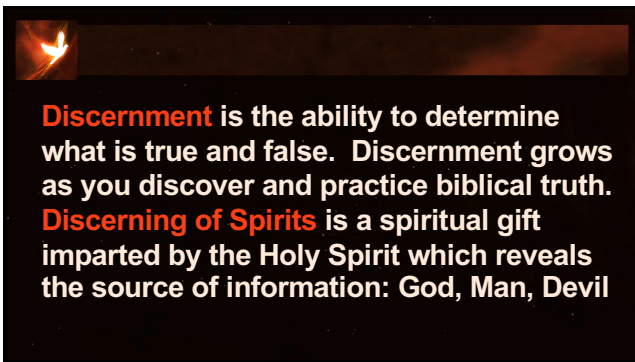 Discernment is the ability to determine
what is true and false.  Discernment grows
as you discover and practice biblical truth.
Discerning of Spirits is a spiritual gift
imparted by the Holy Spirit which reveals
the source of information: God, Man, Devil